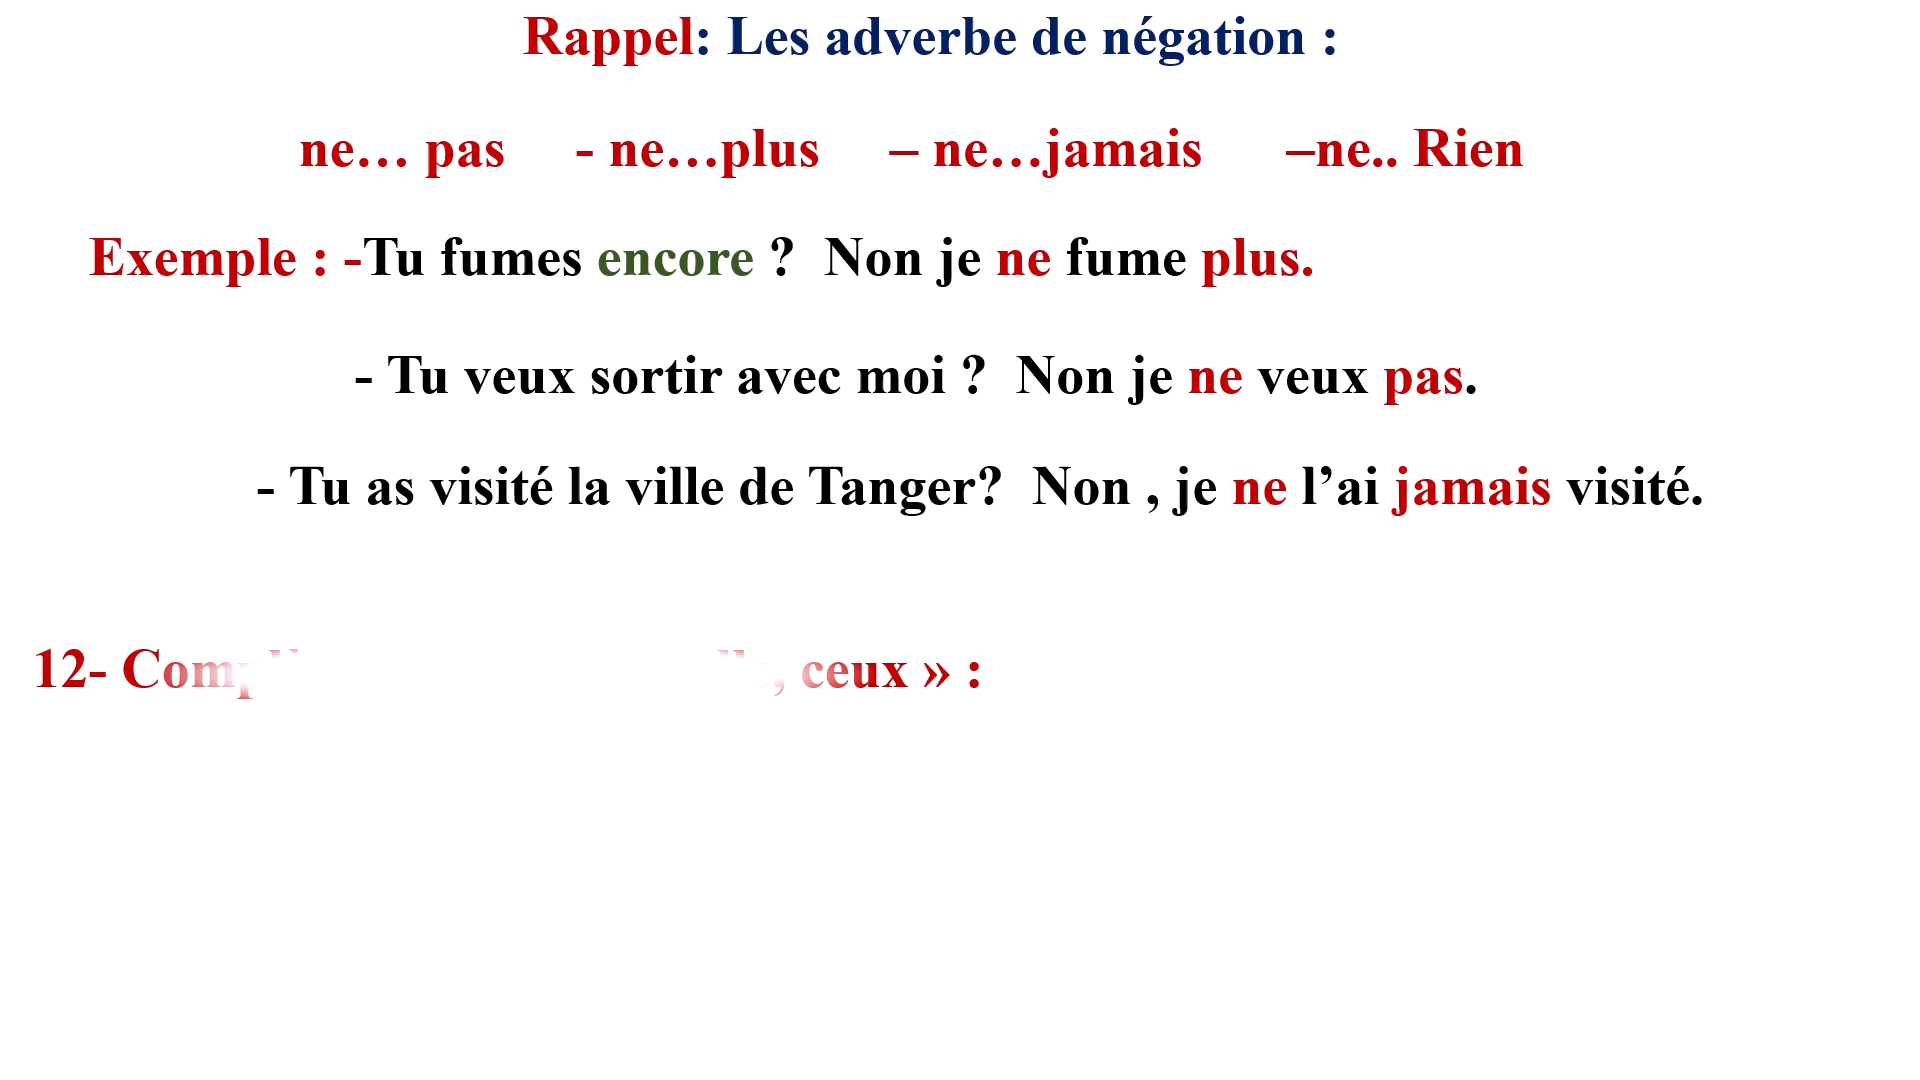 Rappel: Les adverbe de négation :
ne… pas - ne…plus – ne…jamais –ne.. Rien
Exemple : -Tu fumes encore ? Non je ne fume plus.
- Tu veux sortir avec moi ? Non je ne veux pas.
- Tu as visité la ville de Tanger? Non , je ne l’ai jamais visité.
12- ceux » :